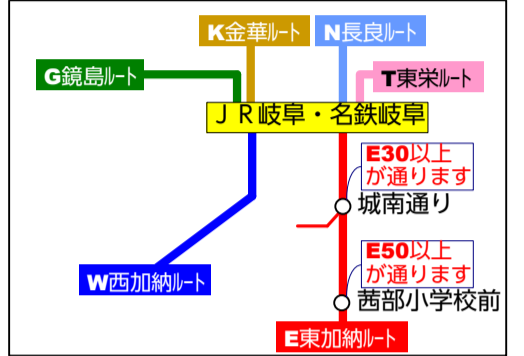 K金華ルート
N長良ルート
G鏡島ルート
T東栄ルート
JR岐阜・名鉄岐阜
E30以上
が通ります
城南通り
E50以上
が通ります
W西加納ルート
茜部小学校前
E東加納ルート